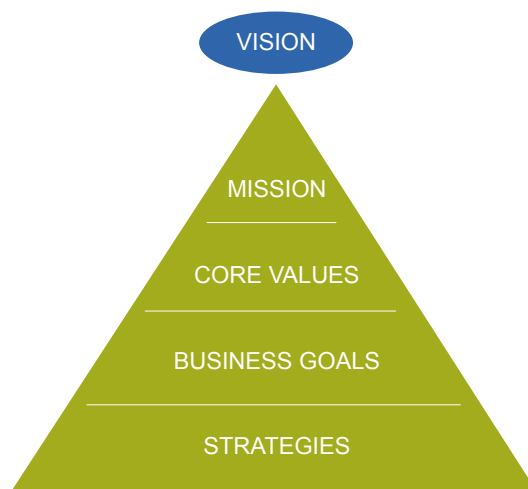 VISION
MISSION
CORE VALUES
BUSINESS GOALS
STRATEGIES